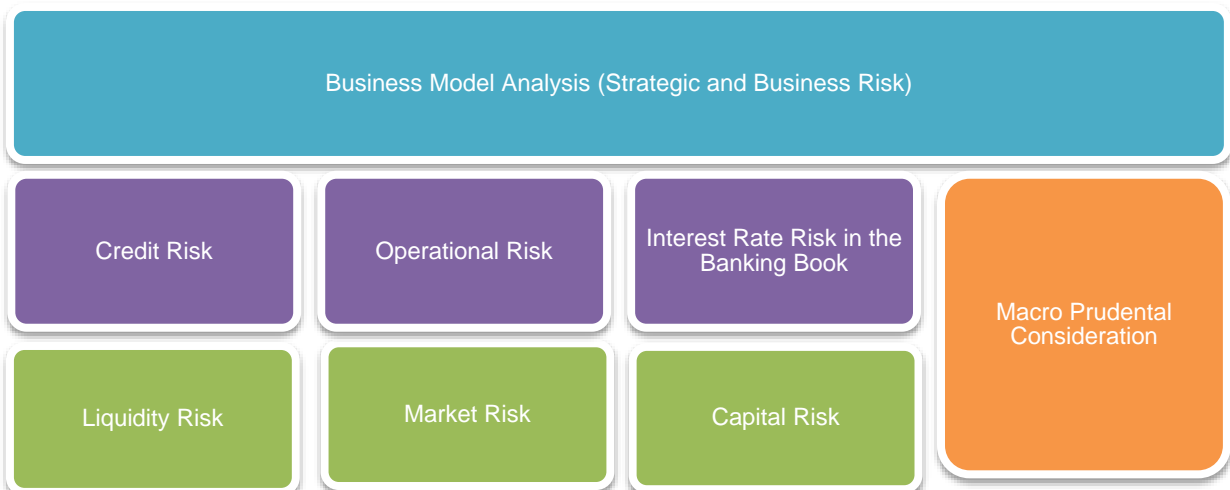 Business Model Analysis (Strategic and Business Risk)
Credit Risk
Operational Risk
Interest Rate Risk in the
Banking Book
Macro Prudental
Consideration
Liquidity Risk
Market Risk
Capital Risk